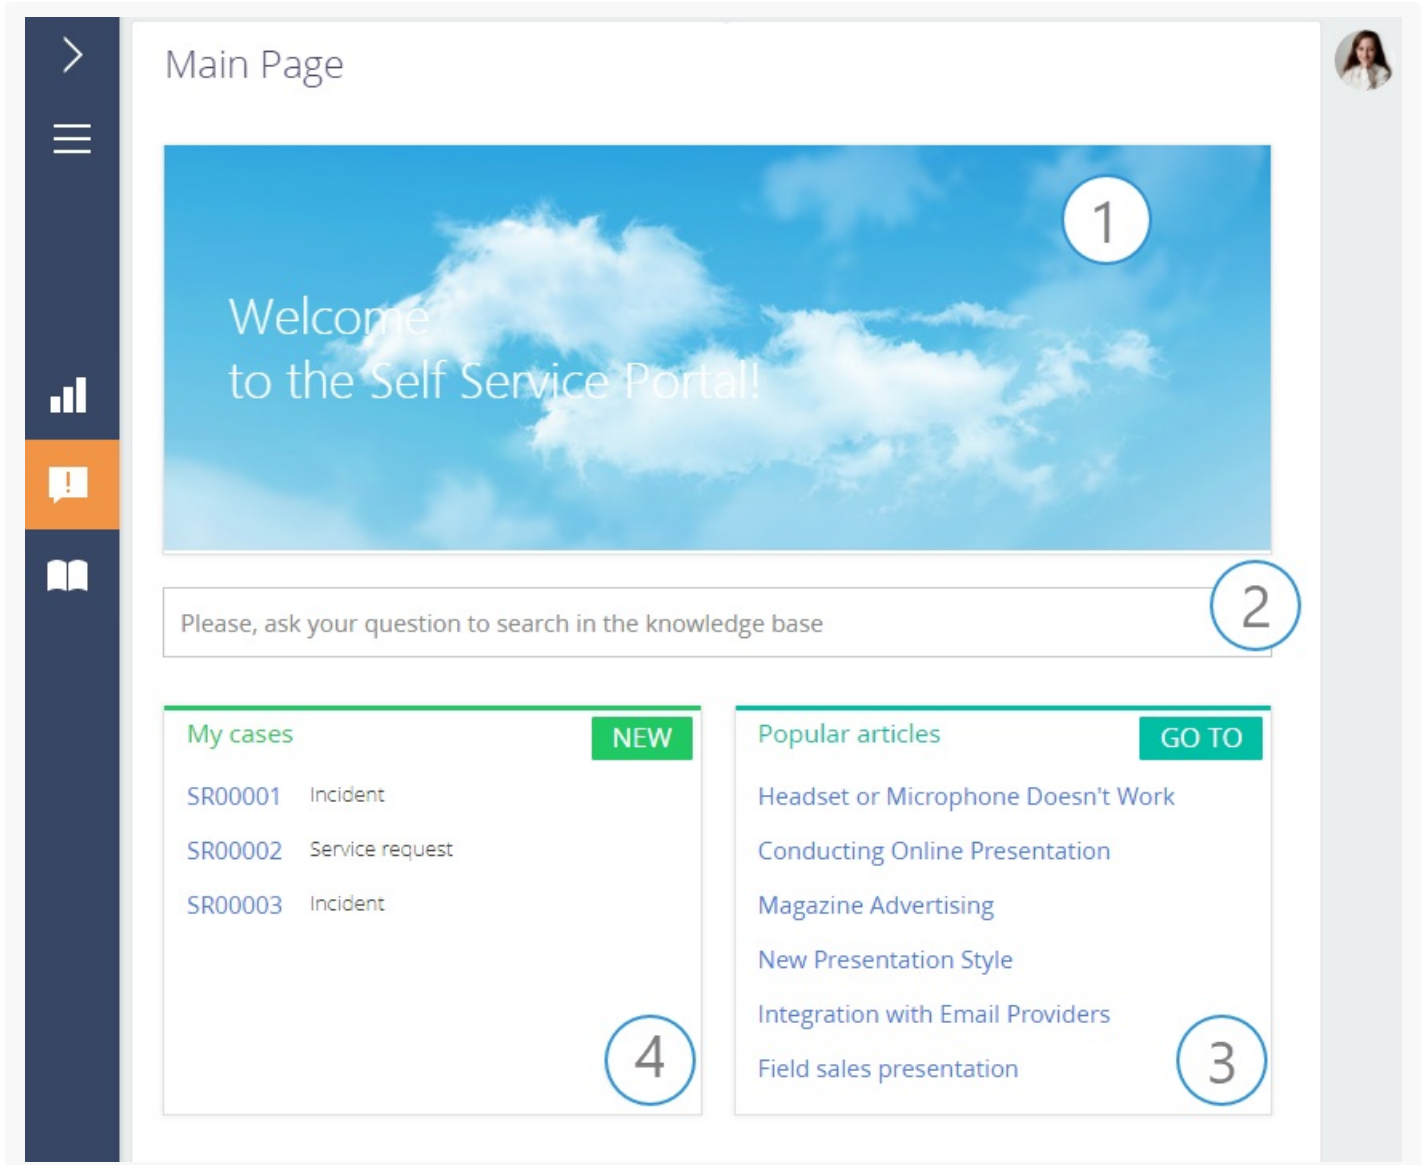 Main Page
1
Welcome
to the Self Service Portal!
Please, ask your question to search in the knowledge base
2
My cases
NEW
SR00001 Incident
SR00002 Service request
SR00003 Incident
4
Popular articles
GO TO
Headset or Microphone Doesn't Work
Conducting Online Presentation
Magazine Advertising
New Presentation Style
Integration with Email Providers
Field sales presentation
3